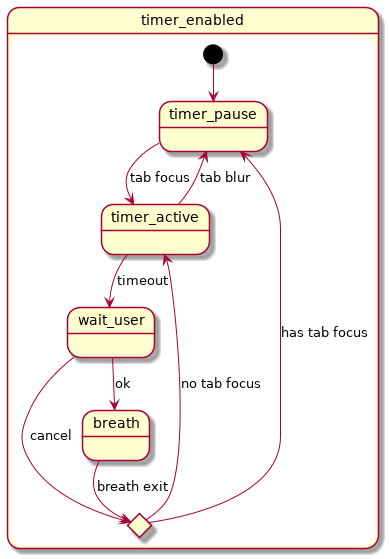 timer_enabled
timer_pause
tab focus
tab blur
timer_active
timeout
wait_user
has tab focus
ok
no tab focus
breath
cancel
breath exit